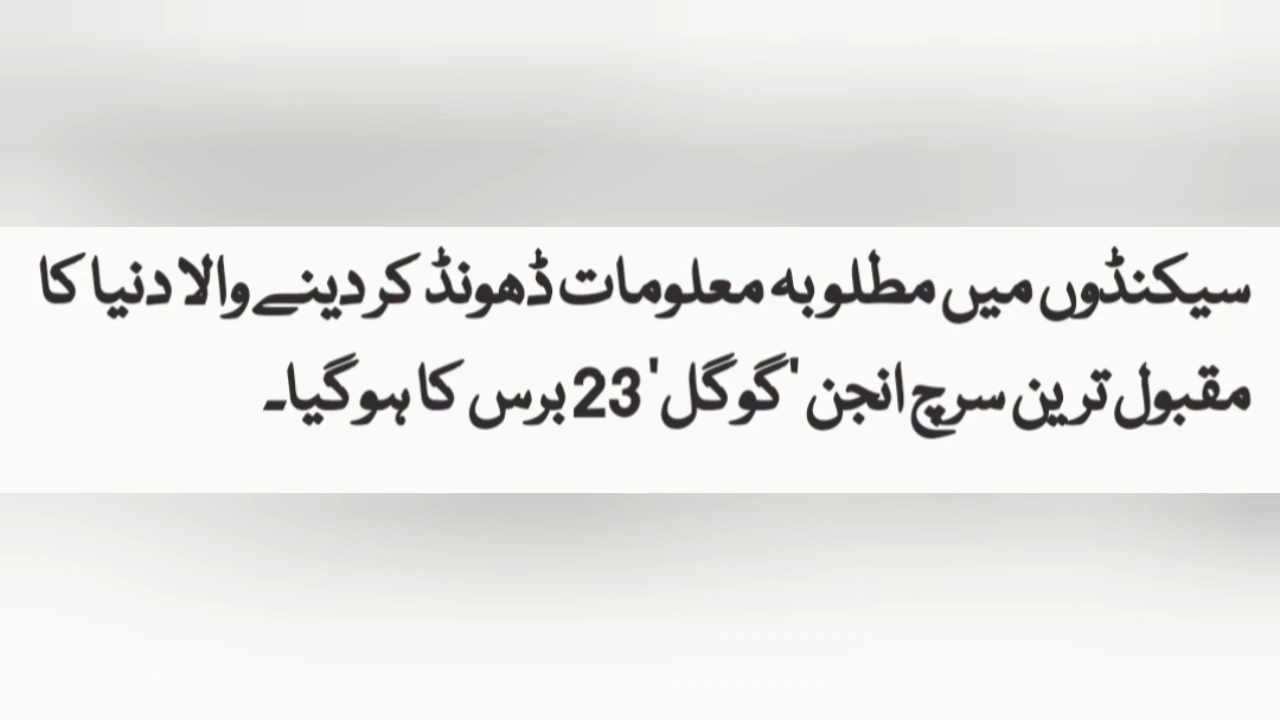 سیکنڈوں میں مطلوبہ معلومات ڈھونڈ کر دینے والا دنیا کا
مقبول ترین سرچ انجن 'گوگل' 23 برس کا ہوگیا۔